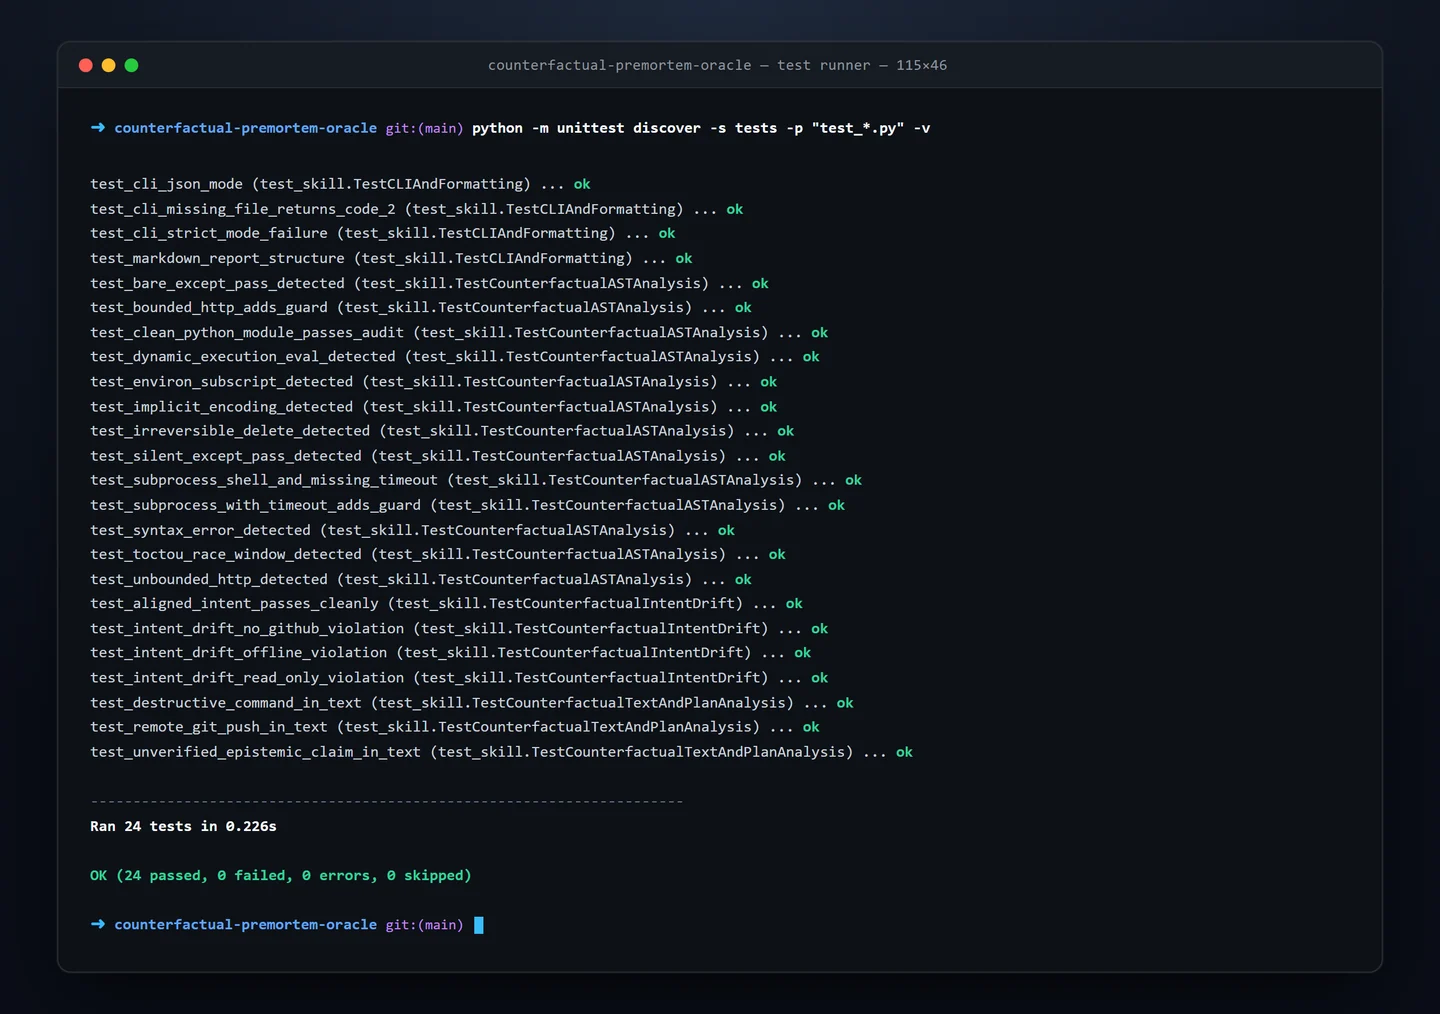 counterfactual-premortem-oracle — test runner — 115×46
➜ counterfactual-premortem-oracle git:(main) python -m unittest discover -s tests -p "test_*.py" -v
test_cli_json_mode (test_skill.TestCLIAndFormatting) ... ok
test_cli_missing_file_returns_code_2 (test_skill.TestCLIAndFormatting) ... ok
test_cli_strict_mode_failure (test_skill.TestCLIAndFormatting) ... ok
test_markdown_report_structure (test_skill.TestCLIAndFormatting) ... ok
test_bare_except_pass_detected (test_skill.TestCounterfactualASTAnalysis) ... ok
test_bounded_http_adds_guard (test_skill.TestCounterfactualASTAnalysis) ... ok
test_clean_python_module_passes_audit (test_skill.TestCounterfactualASTAnalysis) ... ok
test_dynamic_execution_eval_detected (test_skill.TestCounterfactualASTAnalysis) ... ok
test_environ_subscript_detected (test_skill.TestCounterfactualASTAnalysis) ... ok
test_implicit_encoding_detected (test_skill.TestCounterfactualASTAnalysis) ... ok
test_irreversible_delete_detected (test_skill.TestCounterfactualASTAnalysis) ... ok
test_silent_except_pass_detected (test_skill.TestCounterfactualASTAnalysis) ... ok
test_subprocess_shell_and_missing_timeout (test_skill.TestCounterfactualASTAnalysis) ... ok
test_subprocess_with_timeout_adds_guard (test_skill.TestCounterfactualASTAnalysis) ... ok
test_syntax_error_detected (test_skill.TestCounterfactualASTAnalysis) ... ok
test_toctou_race_window_detected (test_skill.TestCounterfactualASTAnalysis) ... ok
test_unbounded_http_detected (test_skill.TestCounterfactualASTAnalysis) ... ok
test_aligned_intent_passes_cleanly (test_skill.TestCounterfactualIntentDrift) ... ok
test_intent_drift_no_github_violation (test_skill.TestCounterfactualIntentDrift) ... ok
test_intent_drift_offline_violation (test_skill.TestCounterfactualIntentDrift) ... ok
test_intent_drift_read_only_violation (test_skill.TestCounterfactualIntentDrift) ... ok
test_destructive_command_in_text (test_skill.TestCounterfactualTextAndPlanAnalysis) ... ok
test_remote_git_push_in_text (test_skill.TestCounterfactualTextAndPlanAnalysis) ... ok
test_unverified_epistemic_claim_in_text (test_skill.TestCounterfactualTextAndPlanAnalysis) ... ok
----------------------------------------------------------------------
Ran 24 tests in 0.226s
OK (24 passed, 0 failed, 0 errors, 0 skipped)
➜ counterfactual-premortem-oracle git:(main)